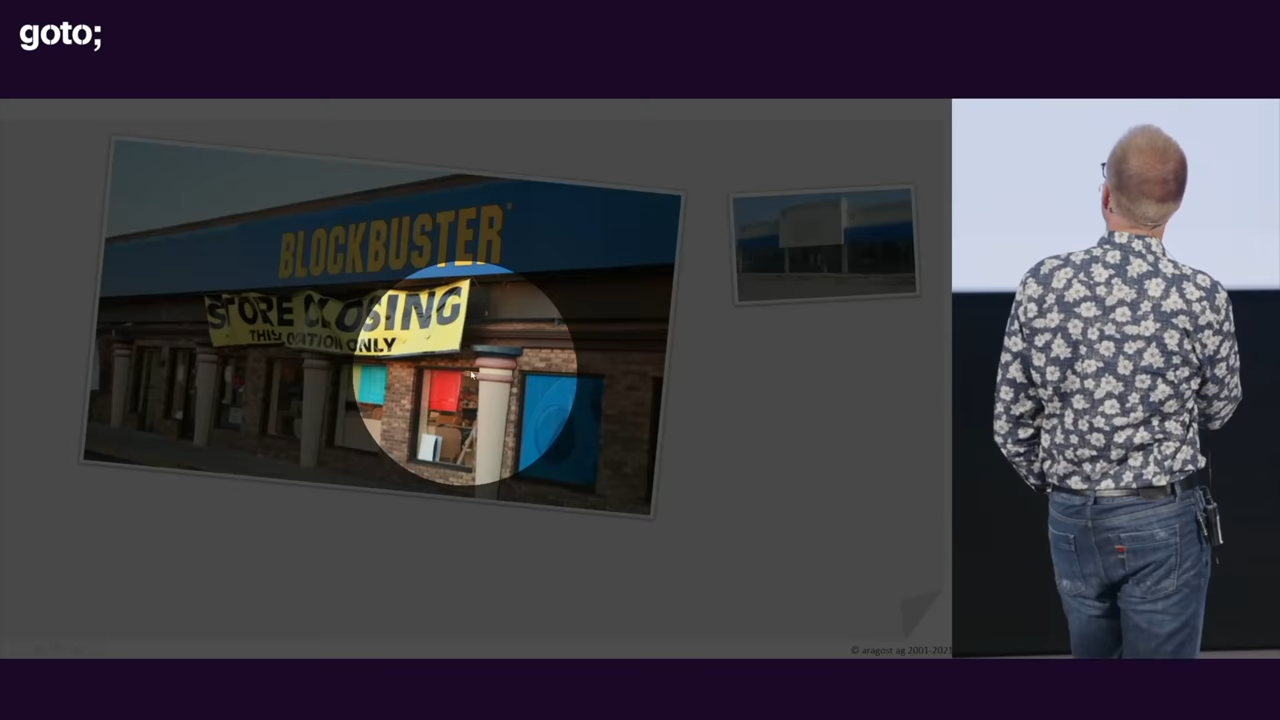 goto;
BLOCKBUSTER
STORE CLOSING
THIS LOCATION ONLY
© aragost ag 2001-2021